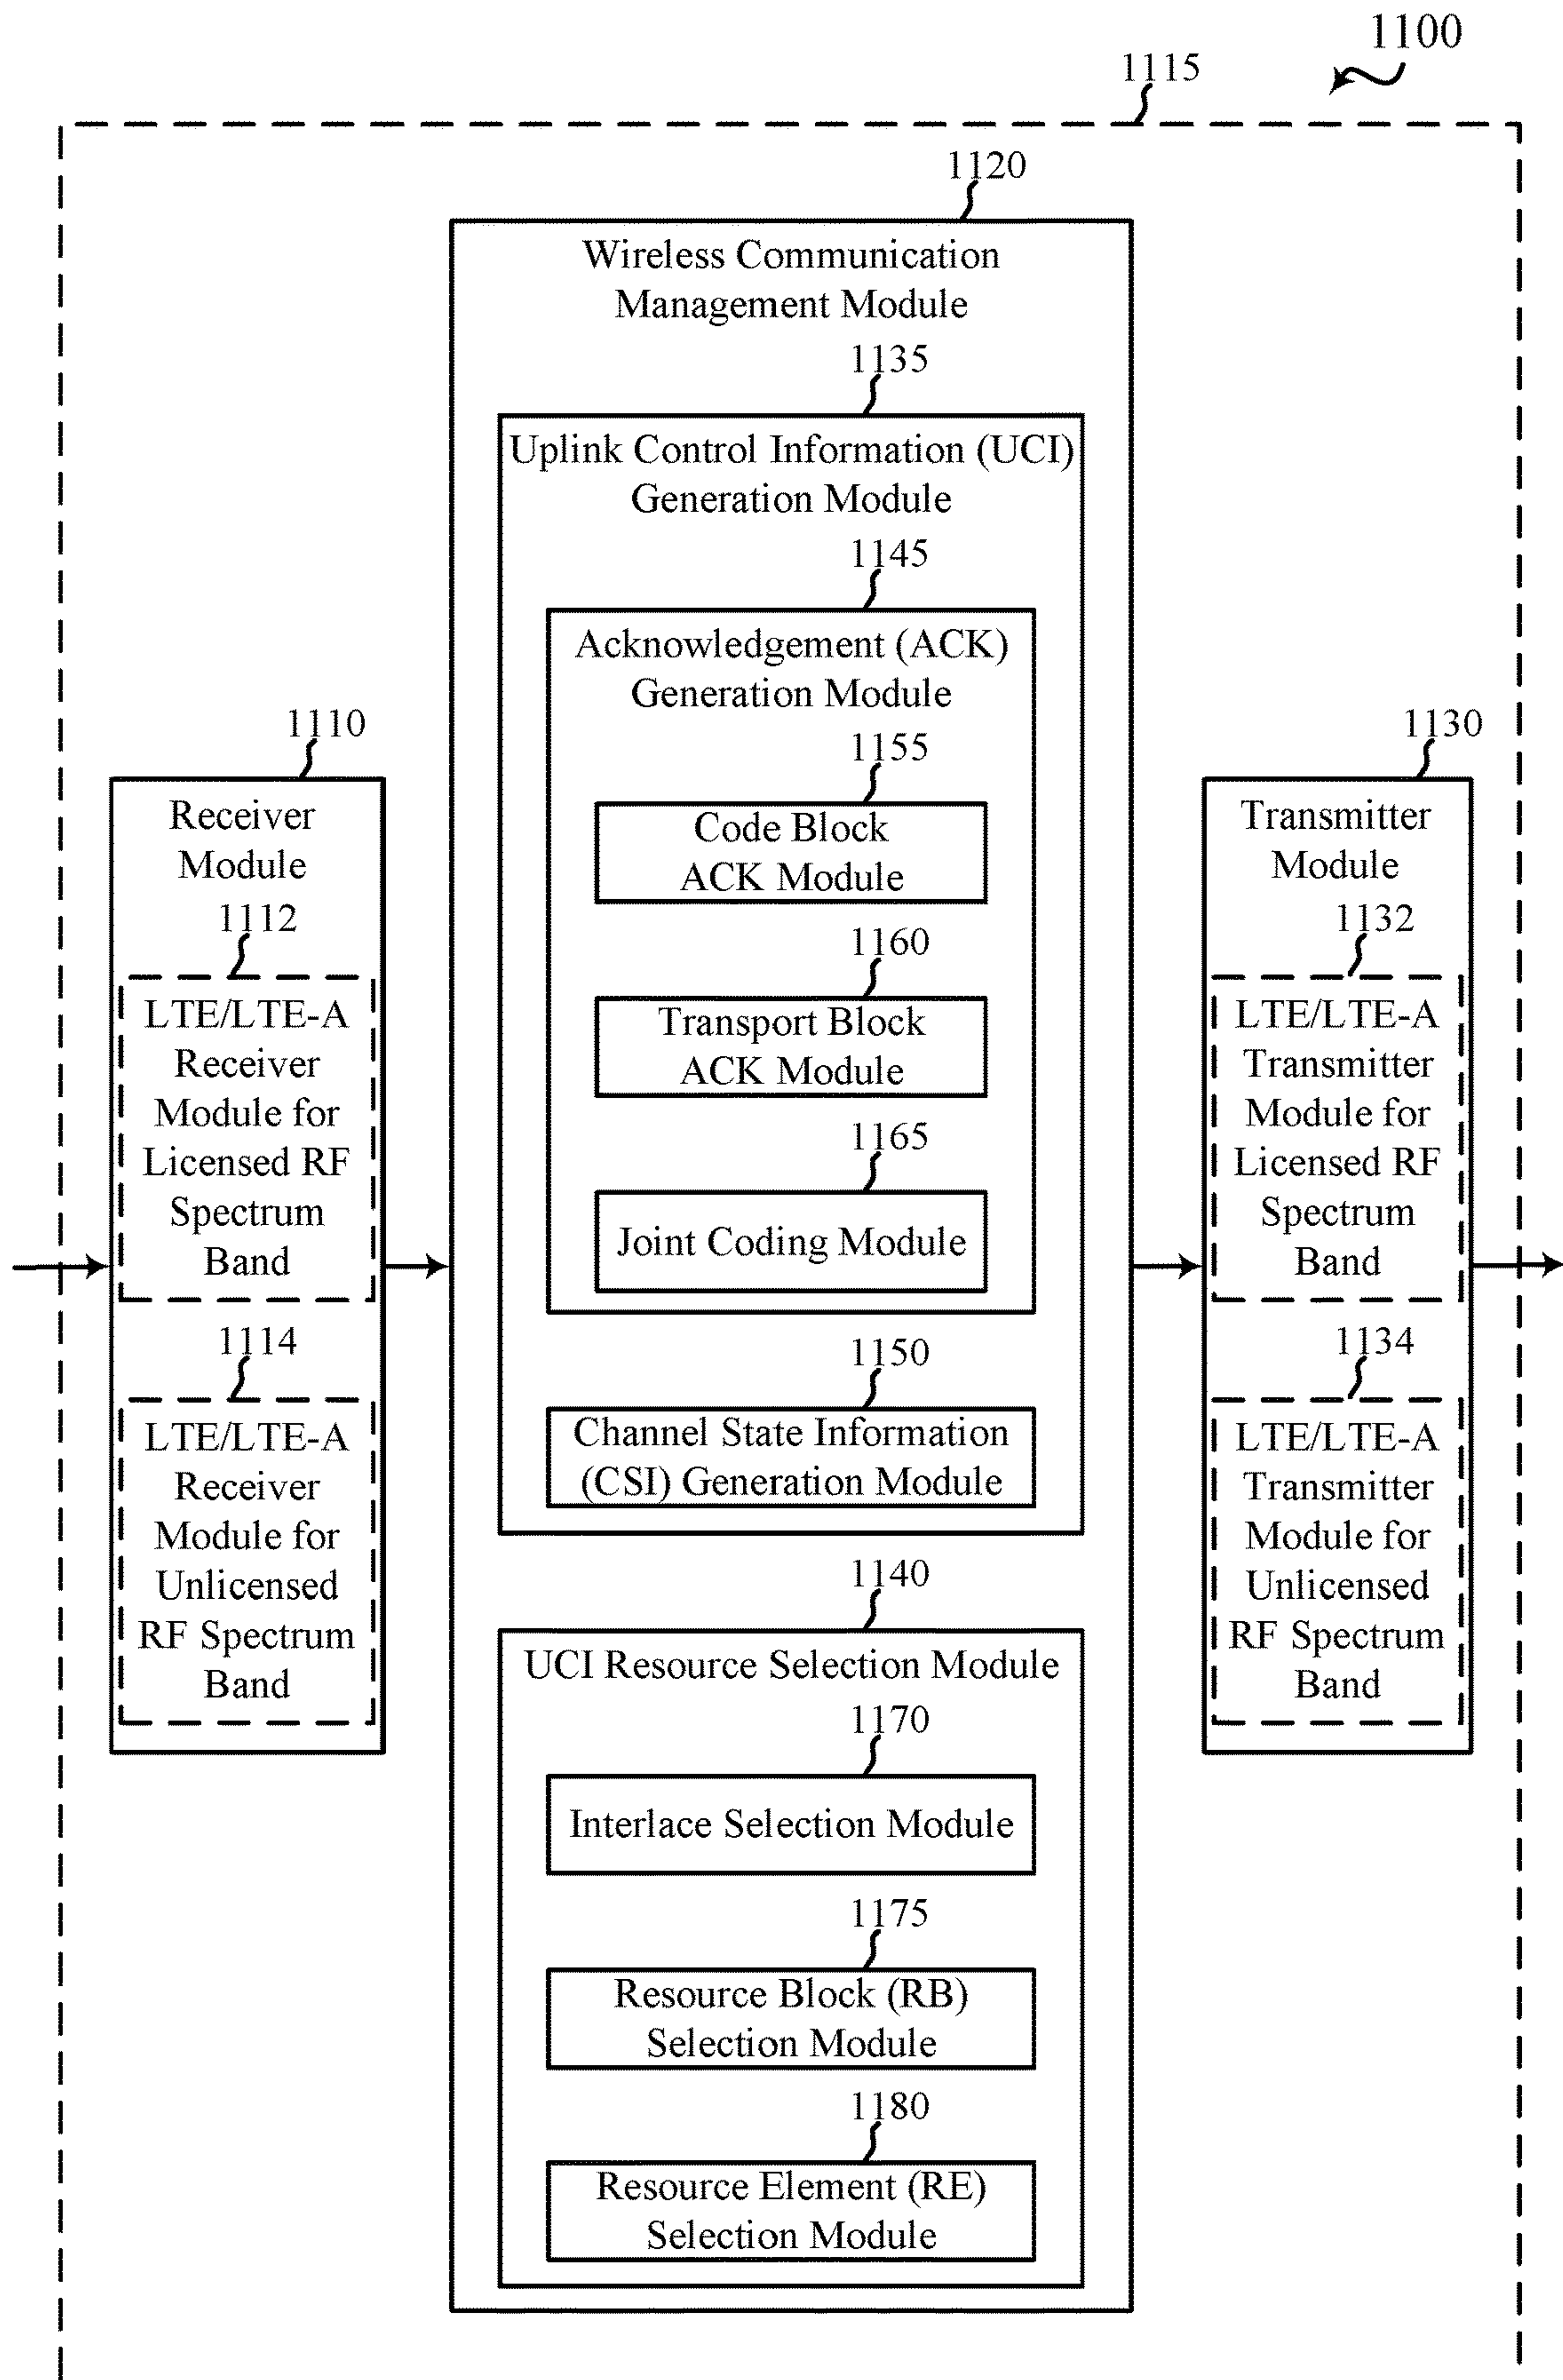 1100
1115
1120
Wireless Communication
Management Module
1135
Uplink Control Information (UCI)
Generation Module
1145
Acknowledgement (ACK)
Generation Module
1155
Code Block
ACK Module
1160
Transport Block
ACK Module
1165
Joint Coding Module
1150
Channel State Information
(CSI) Generation Module
1140
UCI Resource Selection Module
1170
Interlace Selection Module
1175
Resource Block (RB)
Selection Module
1180
Resource Element (RE)
Selection Module
1110
Receiver
Module
1112
LTE/LTE-A
Receiver
Module for
Licensed RF
Spectrum
Band
1114
LTE/LTE-A
Receiver
Module for
Unlicensed
RF Spectrum
Band
1130
Transmitter
Module
1132
LTE/LTE-A
Transmitter
Module for
Licensed RF
Spectrum
Band
1134
LTE/LTE-A
Transmitter
Module for
Unlicensed
RF Spectrum
Band